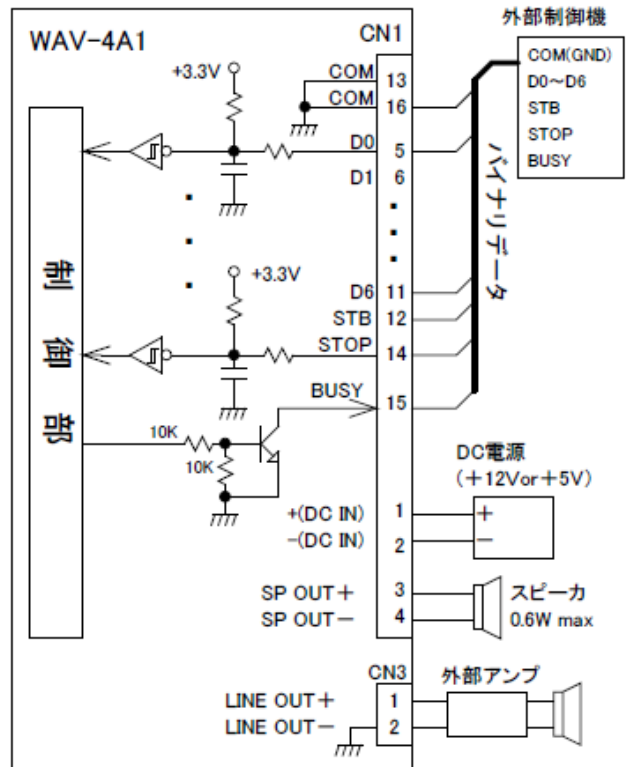 WAV-4A1
CN1
外部制御機
COM(GND)
D0～D6
STB
STOP
BUSY
+3.3V
COM
13
COM
16
D0
5
D1
6
バイナリデータ
制御部
+3.3V
D6
11
STB
12
STOP
14
BUSY
15
10K
10K
DC電源
(＋12Vor＋5V)
+(DC IN)
1
+
−(DC IN)
2
−
SP OUT＋
3
スピーカ
SP OUT−
4
0.6W max
CN3
外部アンプ
LINE OUT＋
1
LINE OUT−
2